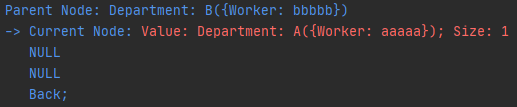 Parent Node: Department: B({Worker: bbbbb})
-> Current Node: Value: Department: A({Worker: aaaaa}); Size: 1
NULL
NULL
Back;